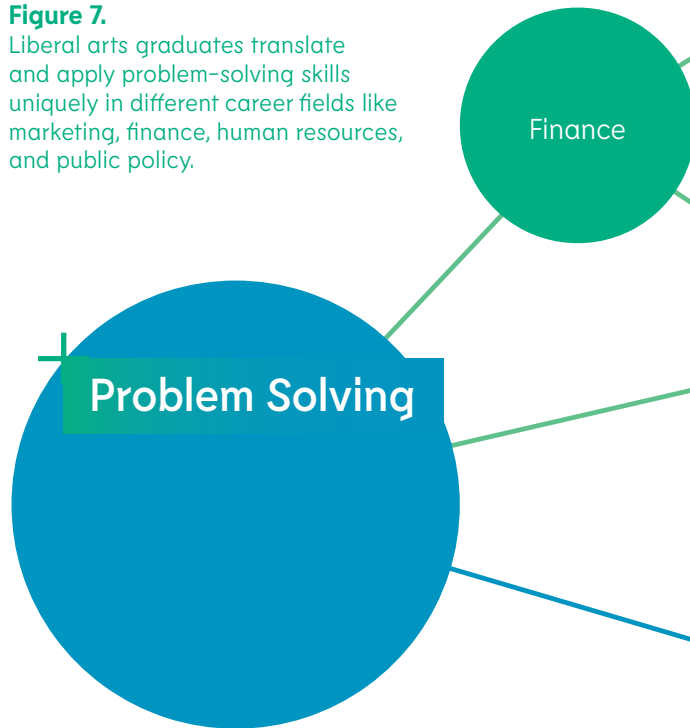 Figure 7.
Liberal arts graduates translate
and apply problem-solving skills
uniquely in different career fields like
marketing, finance, human resources,
and public policy.
Finance
Problem Solving